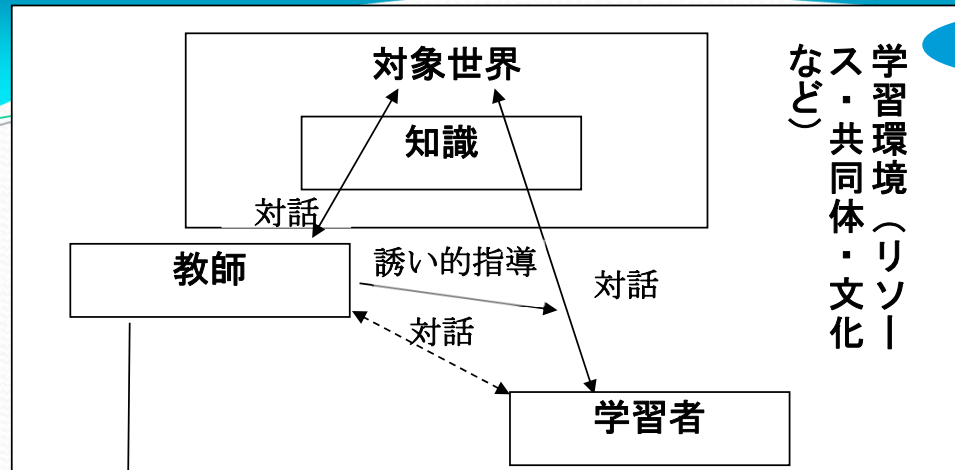 対象世界
知識
対話
教師
誘い的指導
対話
対話
学習者
学習環境（リソー
ス・共同体・文化
など）